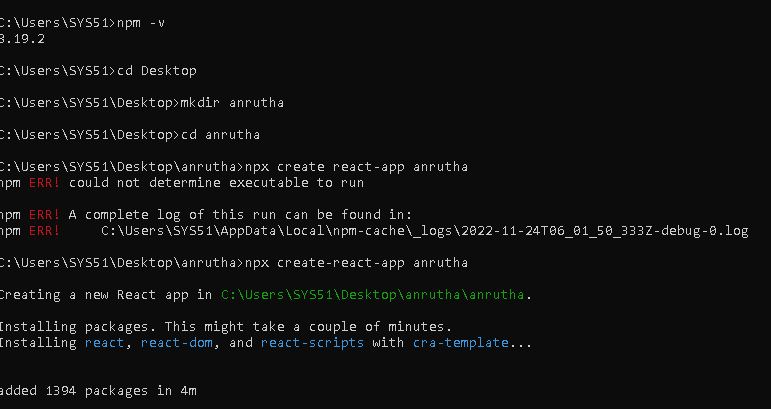 C:\Users\SYS51>npm -v
8.19.2
C:\Users\SYS51>cd Desktop
C:\Users\SYS51\Desktop>mkdir anrutha
C:\Users\SYS51\Desktop>cd anrutha
C:\Users\SYS51\Desktop\anrutha>npx create react-app anrutha
npm ERR! could not determine executable to run
npm ERR! A complete log of this run can be found in:
npm ERR!     C:\Users\SYS51\AppData\Local\npm-cache\_logs\2022-11-24T06_01_50_333Z-debug-0.log
C:\Users\SYS51\Desktop\anrutha>npx create-react-app anrutha
Creating a new React app in C:\Users\SYS51\Desktop\anrutha\anrutha.
Installing packages. This might take a couple of minutes.
Installing react, react-dom, and react-scripts with cra-template...
added 1394 packages in 4m